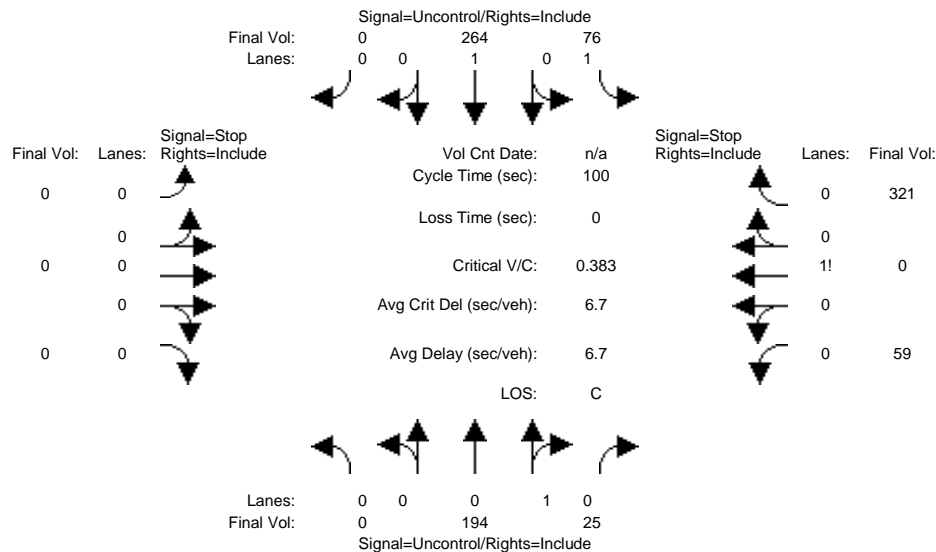 Signal=Uncontrol/Rights=Include
Final Vol: 0 264 76
Lanes: 0 0 1 0 1
Signal=Stop
Final Vol: Lanes: Rights=Include
Vol Cnt Date: n/a
Signal=Stop
Rights=Include Lanes: Final Vol:
Cycle Time (sec): 100
0 0
0 321
Loss Time (sec): 0
0
0
0 0
Critical V/C: 0.383
1! 0
0
Avg Crit Del (sec/veh): 6.7
0
0 0
Avg Delay (sec/veh): 6.7
0 59
LOS: C
Lanes: 0 0 0 1 0
Final Vol: 0 194 25
Signal=Uncontrol/Rights=Include